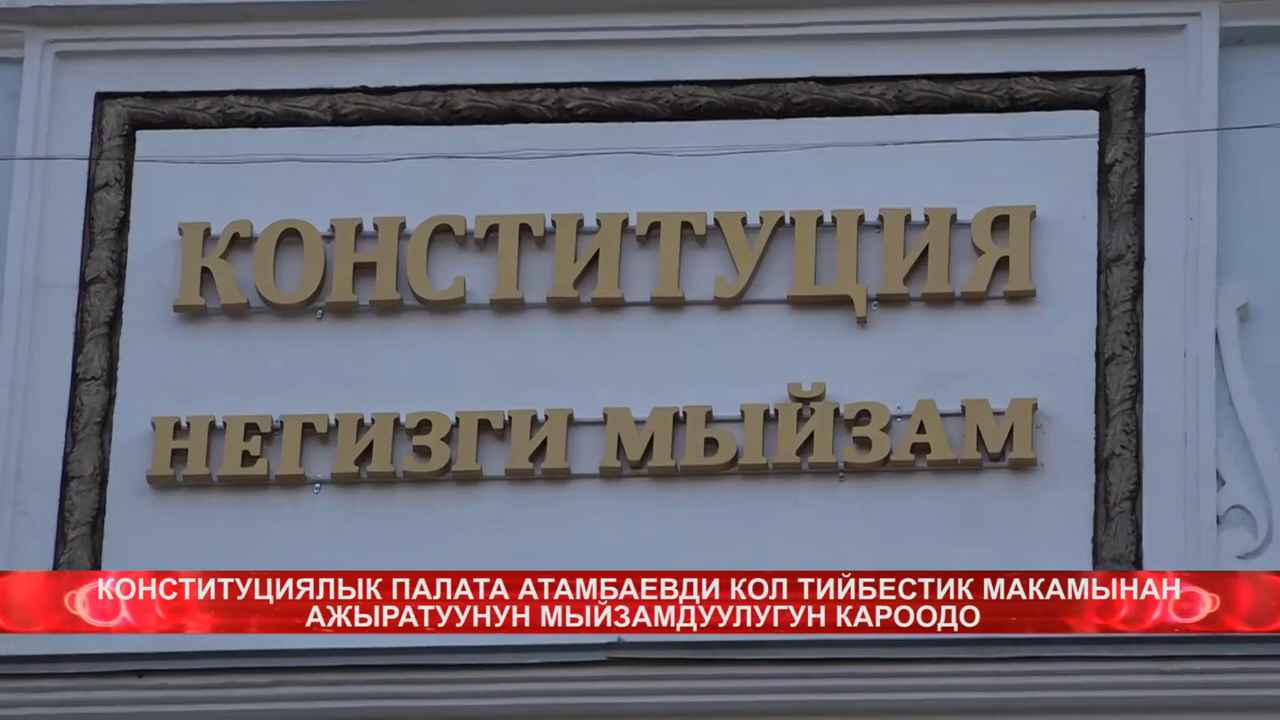 КОНСТИТУЦИЯ
НЕГИЗГИ МЫЙЗАМ
КОНСТИТУЦИЯЛЫК ПАЛАТА АТАМБАЕВДИ КОЛ ТИЙБЕСТИК МАКАМЫНАН
АЖЫРАТУУНУН МЫЙЗАМДУУЛУГУН КАРООДО